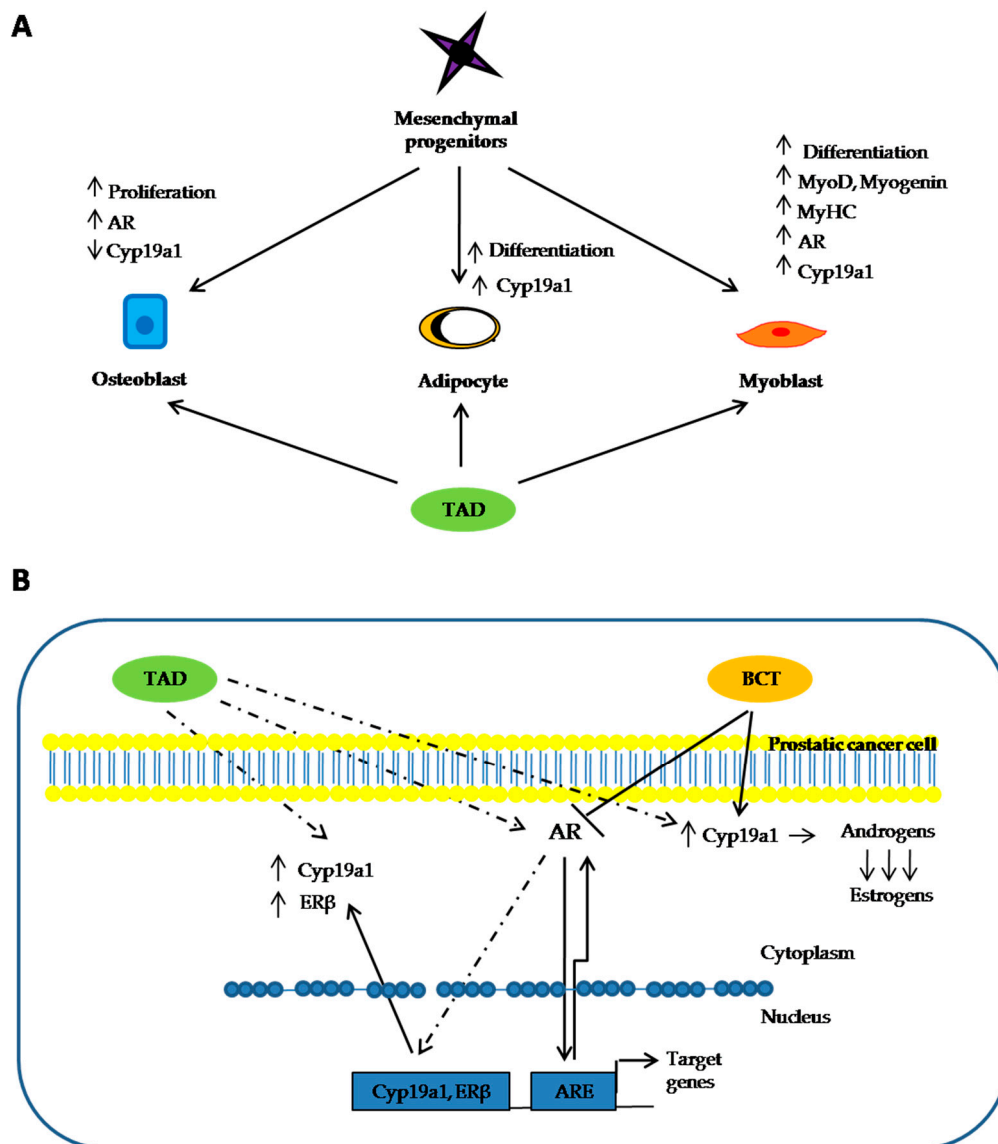 A
Mesenchymal
progenitors
↑ Proliferation
↑ AR
↓ Cyp19a1
↑ Differentiation
↑ Cyp19a1
↑ Differentiation
↑ MyoD, Myogenin
↑ MyHC
↑ AR
↑ Cyp19a1
Osteoblast
Adipocyte
Myoblast
TAD
B
TAD
BCT
Prostatic cancer cell
AR
↑ Cyp19a1 →
Androgens
↓↓↓
Estrogens
↑ Cyp19a1
↑ ERβ
Cytoplasm
Nucleus
Cyp19a1, ERβ
ARE
Target
genes